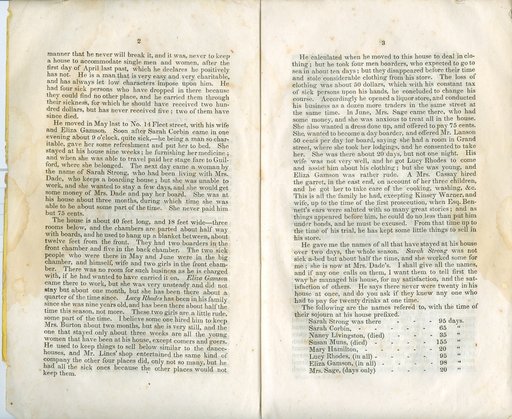 2
manner that he never will break it, and it was, never to keep
a house to accommodate single men and women, after the
first day of April last past, which he declares he positively
has not. He is a man that is very easy and very charitable,
and has always let low characters impose upon him. He
had four sick persons who have dropped in there because
they could find no other place, and he carried them through
their sickness, for which he should have received two hun-
dred dollars, but has never received five; two of them have
since died.
He moved in May last to No. 14 Fleet street, with his wife
and Eliza Gamson. Soon after Sarah Corbin came in one
evening about 9 o'clock, quite sick,—he being a man so char-
itable, gave her some refreshment and put her to bed. She
stayed at his house nine weeks; he furnishing her medicine,
and when she was able to travel paid her stage fare to Guil-
ford, where she belonged. The next day came a woman by
the name of Sarah Strong, who had been living with Mrs.
Dade, who keeps a boarding house; but she was unable to
work, and she wanted to stay a few days, and she would get
some money of Mrs. Dade and pay her board. She was at
his house about three months, during which time she was
able to be about some part of the time. She never paid him
but 75 cents.
The house is about 40 feet long, and 18 feet wide—three
rooms below, and the chambers are parted about half way
with boards, and he used to hang up a blanket between, about
twelve feet from the front. They had two boarders in the
front chamber and five in the back chamber. The two sick
people who were there in May and June were in the big
chamber, and himself, wife and two girls in the front cham-
ber. There was no room for such business as he is charged
with, if he had wanted to have carried it on. Eliza Gamson
came there to work, but she was very unsteady and did not
stay but about one month, but she has been there about a
quarter of the time since. Lucy Rhodes has been in his family
since she was nine years old, and has been there about half the
time this season, not more. These two girls are a little rude,
some part of the time. I believe some one hired him to keep
Mrs. Burton about two months, but she is very still, and the
one that stayed only about three weeks are all the young
women that have been at his house, except comers and goers.
He used to keep things to sell below similar to the dance-
houses, and Mr. Lines' shop entertained the same kind of
company the other four places did, only not so many, but he
had all the sick ones because the other places would not
keep them.
3
He calculated when he moved to this house to deal in clo-
thing; but he took four men boarders, who expected to go to
sea in about ten days; but they disappeared before their time
and stole considerable clothing from his store. The loss of
clothing was about 50 dollars, which with his constant tax
of sick persons upon his hands, he concluded to change his
course. Accordingly he opened a liquor store, and conducted
his business as a dozen more traders in the same street at
the same time. In June, Mrs. Sage came there, who had
some money, and she was anxious to treat all in the house.
She also wanted a dress done up, and offered to pay 75 cents.
She wanted to become a day boarder, and offered Mr. Lanson
50 cents per day for board, saying she had a room in Grand
street, where she took her lodgings, and he consented to take
her. She was there about 20 days, but not one night. His
wife was not very well, and he got Lucy Rhodes to come
and assist him about his clothing; but she was young, and
Eliza Gamson was rather rude. A Mrs. Cassay hired
the garret, in the east end, on account of her three children,
and he got her to take care of the cooking, washing, &c.
This is all the family he had, excepting Kinsey Warner, and
wife, up to the time of the first prosecution, when Esq. Ben-
net's ears were saluted with so many great stories; and as
things appeared before him, he could do no less than put him
under bonds, and he must be excused. From that time up to
the time of his trial, he has kept some little things to sell in
his store.
He gave me the names of all that have stayed at his house
over two days, the whole season. Sarah Strong was not
sick a-bed but about half the time, and she worked some for
me; she is now at Mrs. Dade's. I shall give all the names,
and if any one calls on them, I want them to tell first the
way he managed his house, for my satisfaction, and the sat-
isfaction of others. He says there never were twenty in his
house at once, and do you ask if they knew any one who
had to pay for twenty drinks at one time.
The following are the names referred to, with the time of
their sojourn at his house prefixed.
Sarah Strong was there . . . . . 95 days.
Sarah Corbin, . . . . . 65 "
Nancy Livingston, (died) . . . . . 35 "
Susan Muns, (died) . . . . . 155 "
Mary Hamilton, . . . . . 20 "
Lucy Rhodes, (in all) . . . . . 95 "
Eliza Gamson, (in all) . . . . . 98 "
Mrs. Sage, (days only) . . . . . 20 "